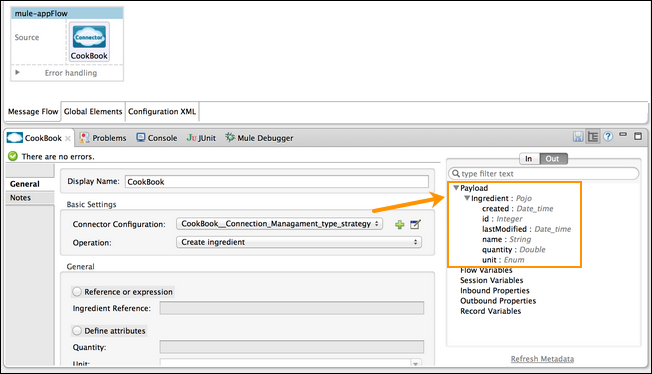 mule-appFlow
Source
Connector
CookBook
Error handling
Message Flow
Global Elements
Configuration XML
CookBook
Problems
Console
JU JUnit
Mule Debugger
There are no errors.
General
Notes
Display Name:
CookBook
Basic Settings
Connector Configuration:
CookBook__Connection_Managament_type_strategy
Operation:
Create ingredient
General
Reference or expression
Ingredient Reference:
Define attributes
Quantity:
Unit:
In
Out
type filter text
Payload
Ingredient : Pojo
created : Date_time
id : Integer
lastModified : Date_time
name : String
quantity : Double
unit : Enum
Flow Variables
Session Variables
Inbound Properties
Outbound Properties
Record Variables
Refresh Metadata